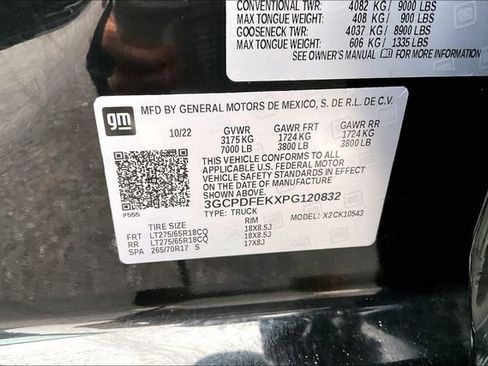 CONVENTIONAL TWR: 4082 KG / 9000 LBS
MAX TONGUE WEIGHT: 408 KG / 900 LBS
GOOSENECK TWR: 4037 KG / 8900 LBS
MAX TONGUE WEIGHT: 606 KG / 1335 LBS
SEE OWNER'S MANUAL FOR MORE INFORMATION
gm
MFD BY GENERAL MOTORS DE MEXICO, S. DE R.L. DE C.V.
10/22 GVWR GAWR FRT GAWR RR
3175 KG 1724 KG 1724 KG
7000 LB 3800 LB 3800 LB
THIS VEHICLE CONFORMS TO ALL
APPLICABLE U.S. FEDERAL MOTOR
VEHICLE SAFETY STANDARDS IN EFFECT
ON THE DATE OF MANUFACTURE SHOWN ABOVE.
3GCPDFEKXPG120832
TYPE: TRUCK MODEL: X2CK10543
P555
TIRE SIZE RIM
FRT LT275/65R18CQ 18X8.5J
RR LT275/65R18CQ 18X8.5J
SPA 265/70R17 S 17X8J